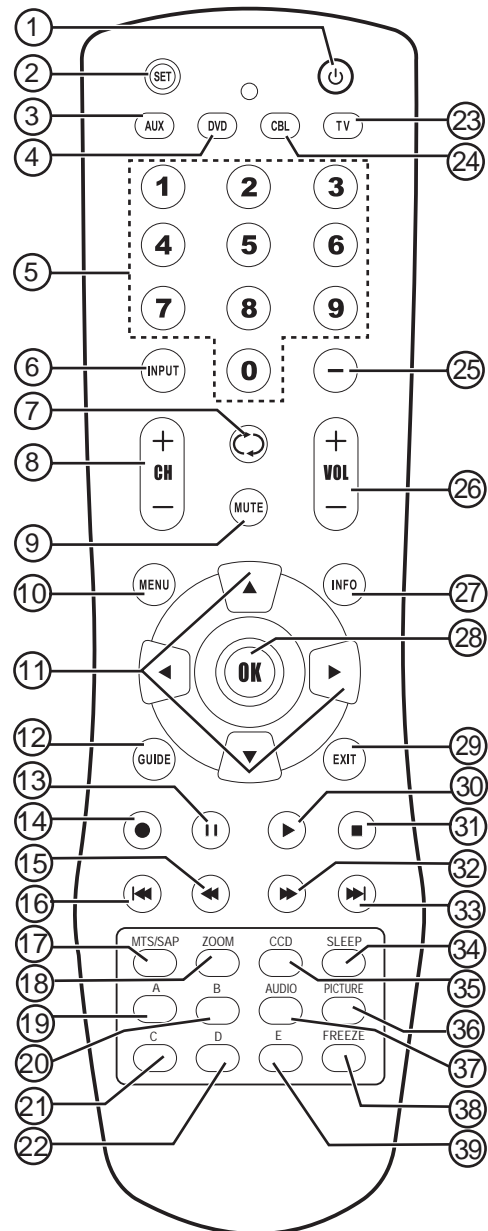 1
2 SET
3 AUX DVD CBL TV 23
4 24
1 2 3
4 5 6
5
7 8 9
6 INPUT 0 − 25
7
8 + CH − + VOL − 26
9 MUTE
10 MENU INFO 27
28
11 OK
12 GUIDE EXIT 29
13 30
14 31
15 32
16 33
17 MTS/SAP ZOOM CCD SLEEP 34
18 35
19 A B AUDIO PICTURE 36
20 37
21 C D E FREEZE 38
22 39